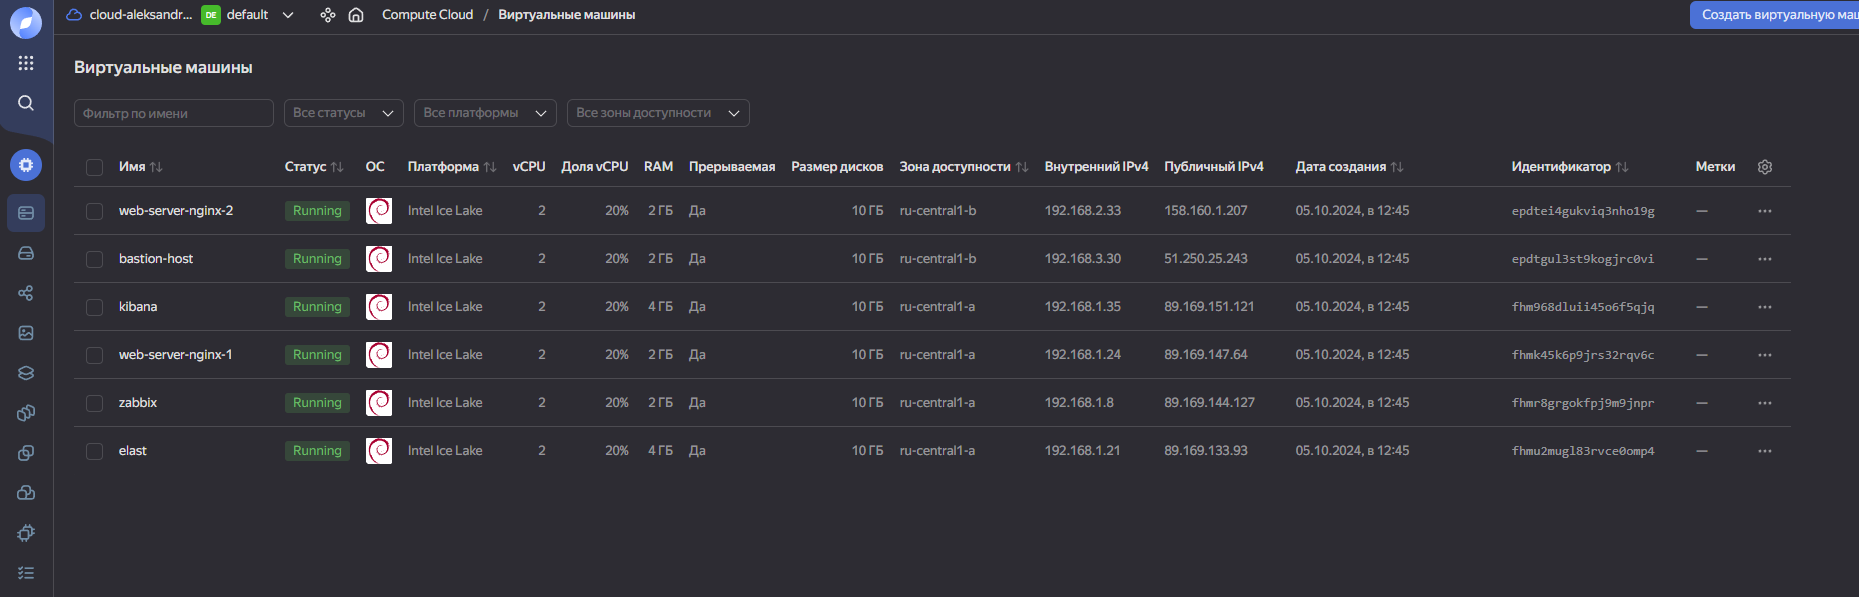 cloud-aleksandr... DE default Compute Cloud / Виртуальные машины Создать виртуальную маш
Виртуальные машины
Фильтр по имени Все статусы Все платформы Все зоны доступности
Имя Статус ОС Платформа vCPU Доля vCPU RAM Прерываемая Размер дисков Зона доступности Внутренний IPv4 Публичный IPv4 Дата создания Идентификатор Метки
web-server-nginx-2 Running Intel Ice Lake 2 20% 2 ГБ Да 10 ГБ ru-central1-b 192.168.2.33 158.160.1.207 05.10.2024, в 12:45 epdtei4gukviq3nho19g —
bastion-host Running Intel Ice Lake 2 20% 2 ГБ Да 10 ГБ ru-central1-b 192.168.3.30 51.250.25.243 05.10.2024, в 12:45 epdtgul3st9kogjrc0vi —
kibana Running Intel Ice Lake 2 20% 4 ГБ Да 10 ГБ ru-central1-a 192.168.1.35 89.169.151.121 05.10.2024, в 12:45 fhm968dluii45o6f5qjq —
web-server-nginx-1 Running Intel Ice Lake 2 20% 2 ГБ Да 10 ГБ ru-central1-a 192.168.1.24 89.169.147.64 05.10.2024, в 12:45 fhmk45k6p9jrs32rqv6c —
zabbix Running Intel Ice Lake 2 20% 2 ГБ Да 10 ГБ ru-central1-a 192.168.1.8 89.169.144.127 05.10.2024, в 12:45 fhmr8grgokfpj9m9jnpr —
elast Running Intel Ice Lake 2 20% 4 ГБ Да 10 ГБ ru-central1-a 192.168.1.21 89.169.133.93 05.10.2024, в 12:45 fhmu2mugl83rvce0omp4 —